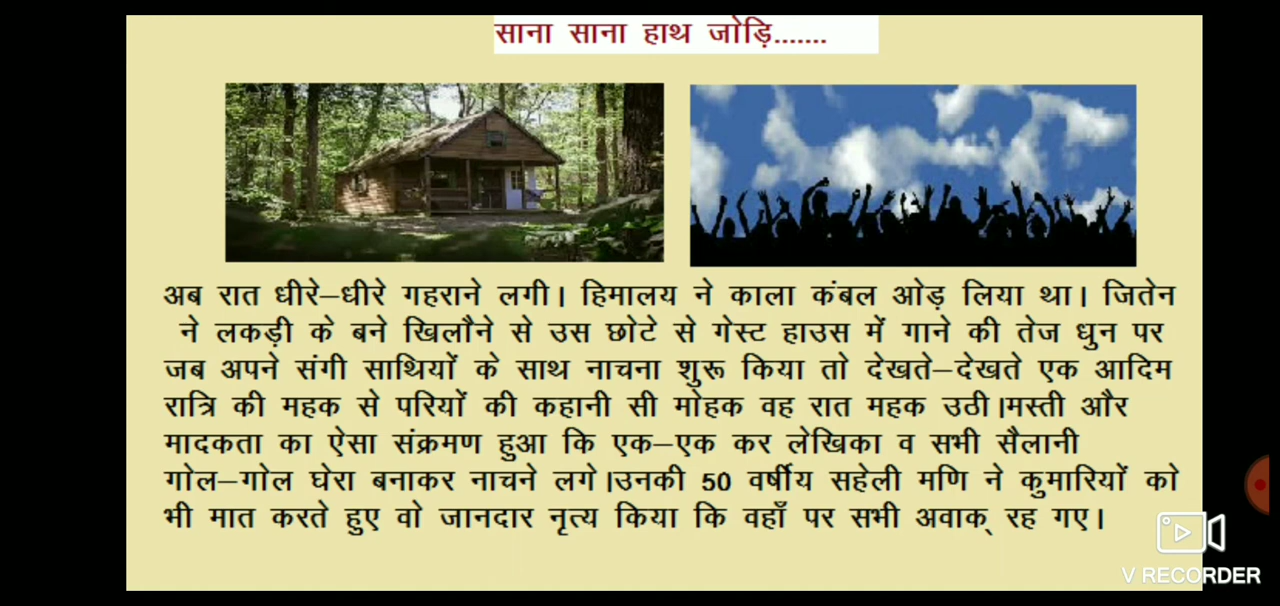 साना साना हाथ जोड़ि.......
अब रात धीरे–धीरे गहराने लगी। हिमालय ने काला कंबल ओड़ लिया था। जितेन
ने लकड़ी के बने खिलौने से उस छोटे से गेस्ट हाउस में गाने की तेज धुन पर
जब अपने संगी साथियों के साथ नाचना शुरू किया तो देखते–देखते एक आदिम
रात्रि की महक से परियों की कहानी सी मोहक वह रात महक उठी।मस्ती और
मादकता का ऐसा संक्रमण हुआ कि एक–एक कर लेखिका व सभी सैलानी
गोल–गोल घेरा बनाकर नाचने लगे।उनकी 50 वर्षीय सहेली मणि ने कुमारियों को
भी मात करते हुए वो जानदार नृत्य किया कि वहाँ पर सभी अवाक् रह गए।
V RECORDER